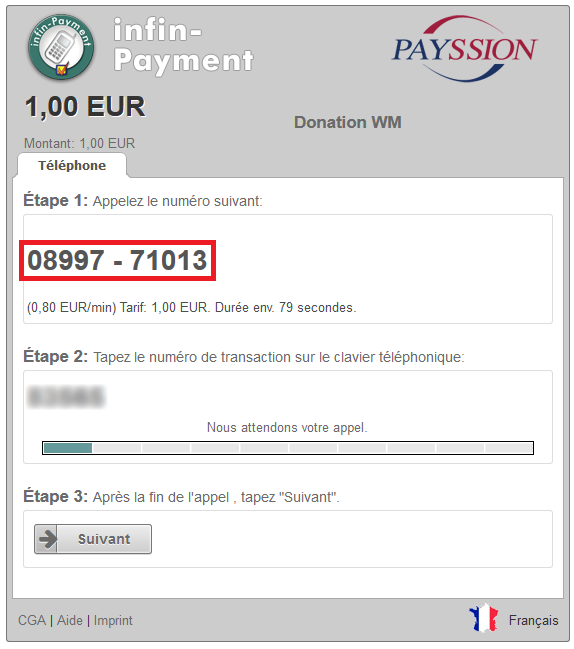 infin-Payment
infin-
Payment
PAYSSION
1,00 EUR
Donation WM
Montant: 1,00 EUR
Téléphone
Étape 1: Appelez le numéro suivant:
08997 - 71013
(0,80 EUR/min) Tarif: 1,00 EUR. Durée env. 79 secondes.
Étape 2: Tapez le numéro de transaction sur le clavier téléphonique:
Nous attendons votre appel.
Étape 3: Après la fin de l'appel , tapez "Suivant".
Suivant
CGA | Aide | Imprint
Français